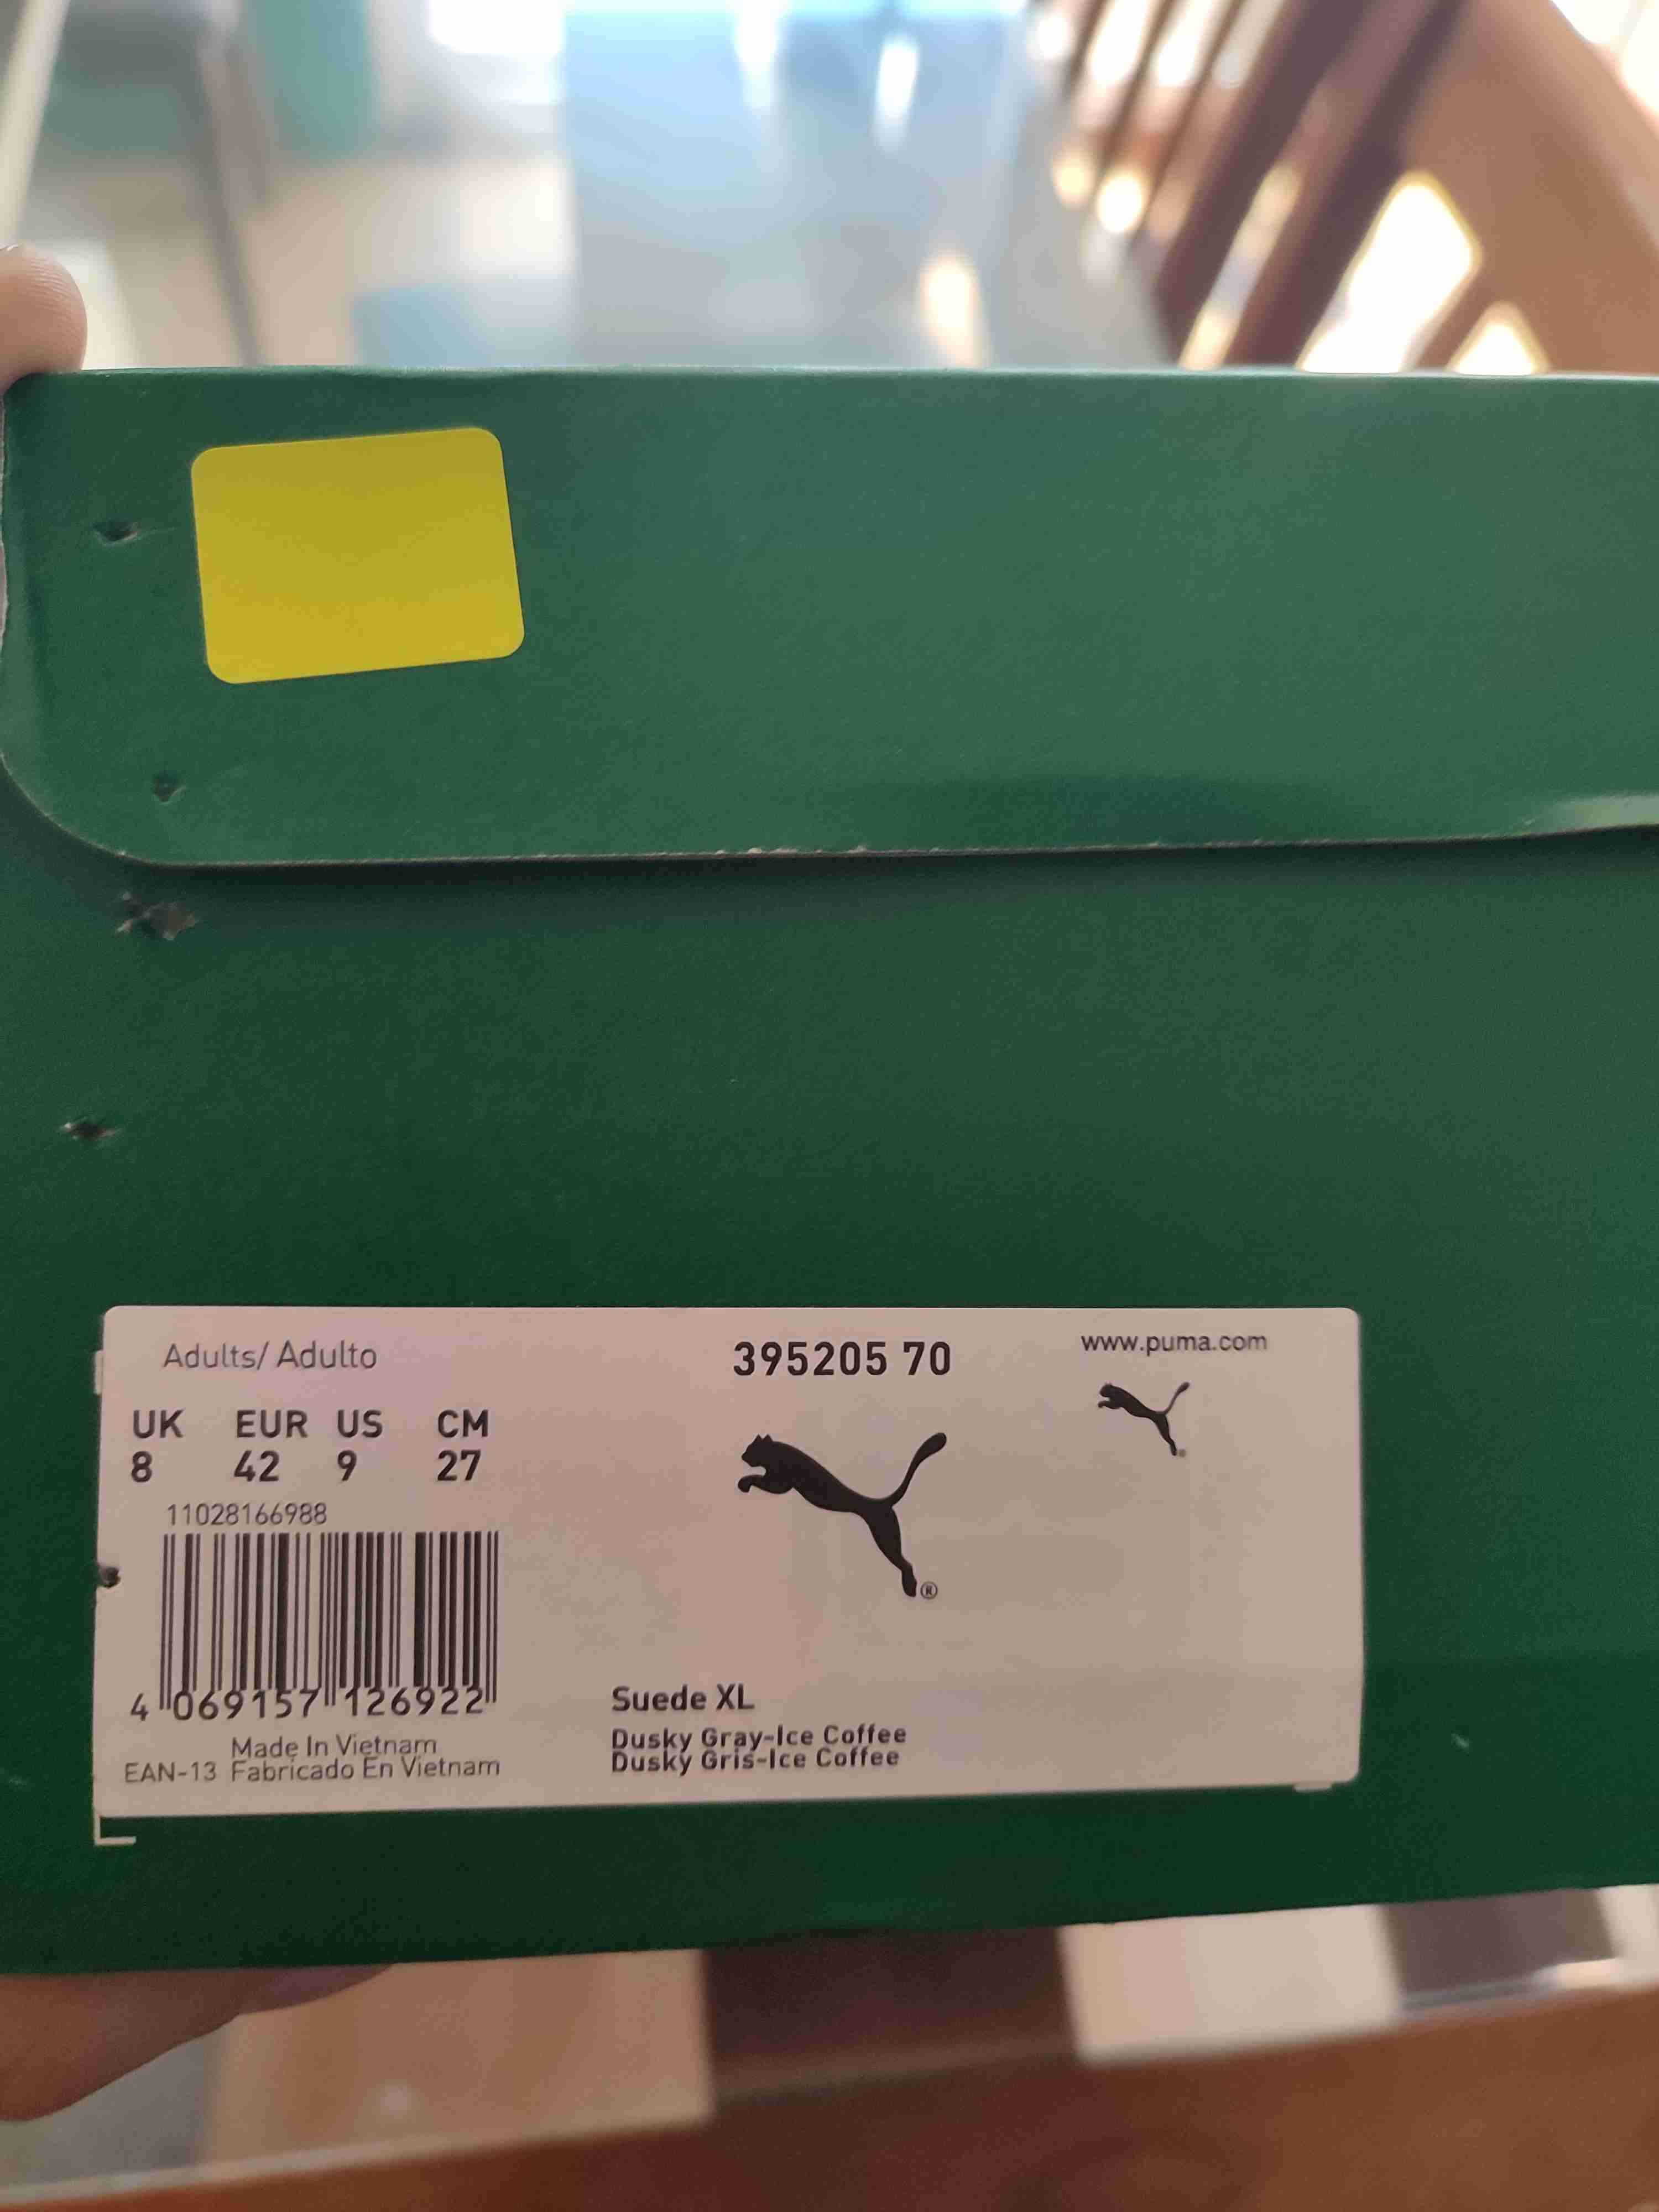 Adults/ Adulto
395205 70
www.puma.com
UK EUR US CM
8 42 9 27
11028166988
®
4 069157 126922
Made In Vietnam
EAN-13 Fabricado En Vietnam
Suede XL
Dusky Gray-Ice Coffee
Dusky Gris-Ice Coffee